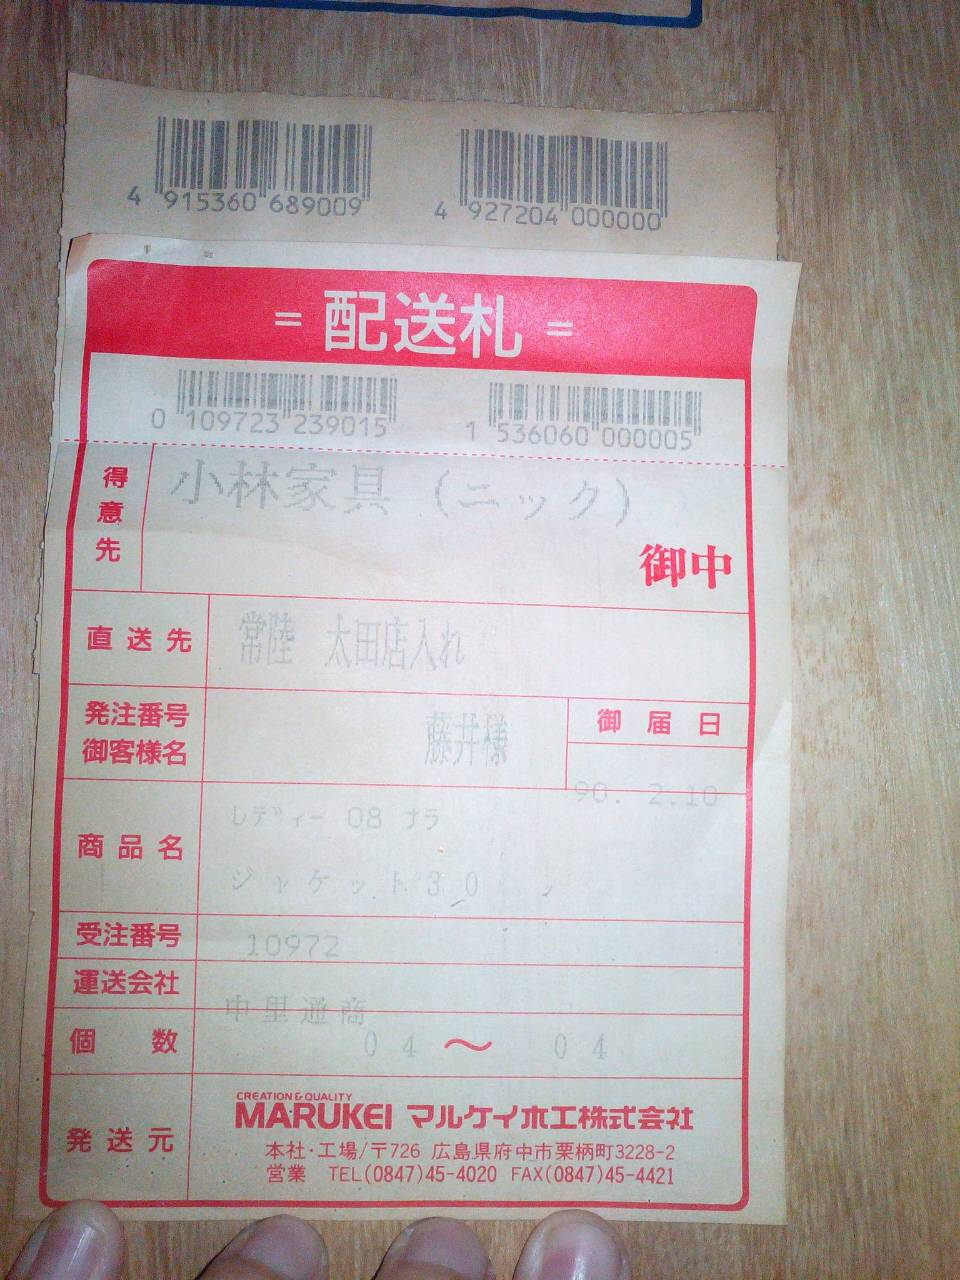 4 915360 689009
4 927204 000000
= 配送札 =
0 109723 239015
1 536060 000005
得意先 小林家具 (ニック)
御中
直送先 常陸 太田店入れ
発注番号
御客様名 藤井様
御届日
90. 2.10
商品名 レディー 08 ナラ
ジャケット30
受注番号 10972
運送会社
中里通商
個数 04 〜 04
発送元
CREATION & QUALITY
MARUKEI マルケイ木工株式会社
本社・工場/〒726 広島県府中市栗柄町3228-2
営業 TEL(0847)45-4020 FAX(0847)45-4421